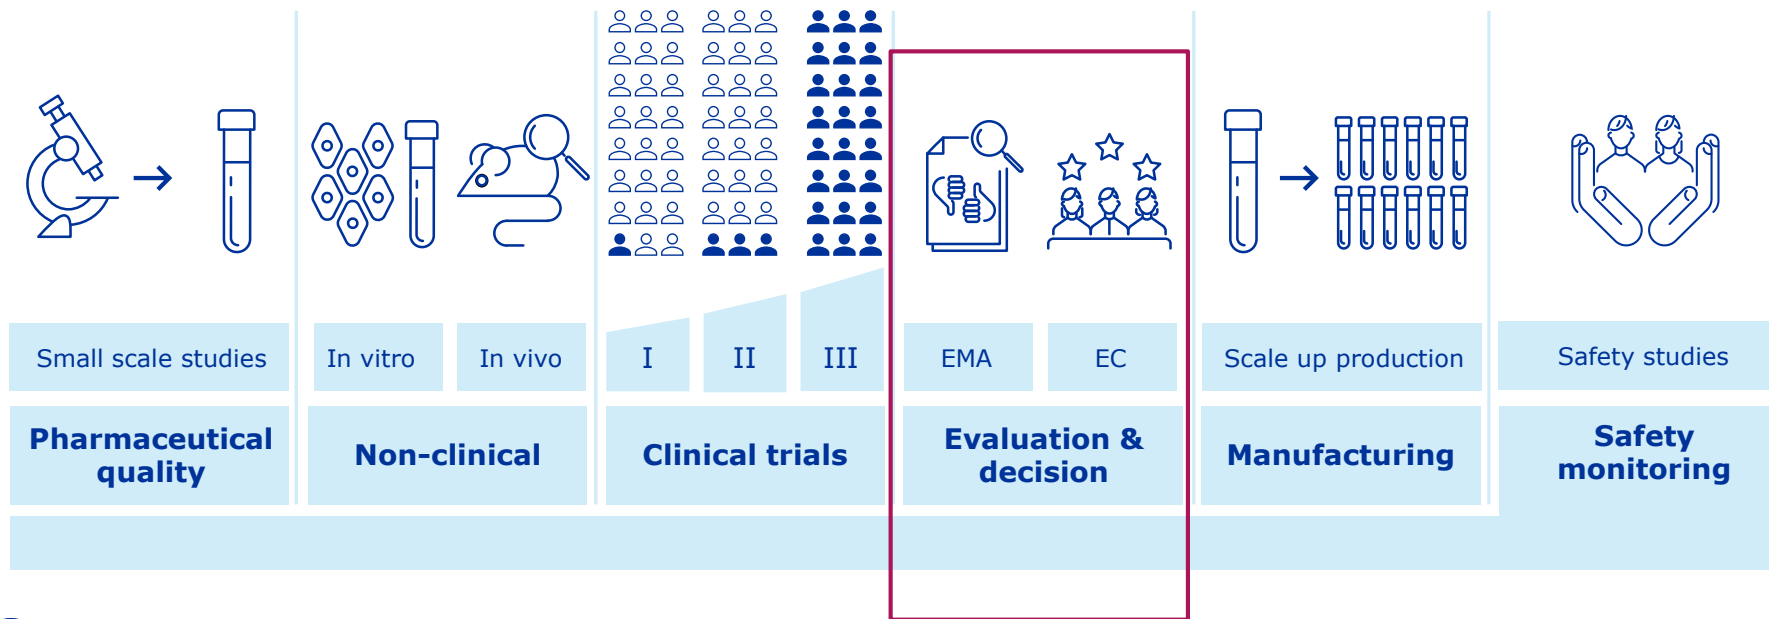 Small scale studies
In vitro
In vivo
I
II
III
EMA
EC
Scale up production
Safety studies
Pharmaceutical
quality
Non-clinical
Clinical trials
Evaluation &
decision
Manufacturing
Safety
monitoring